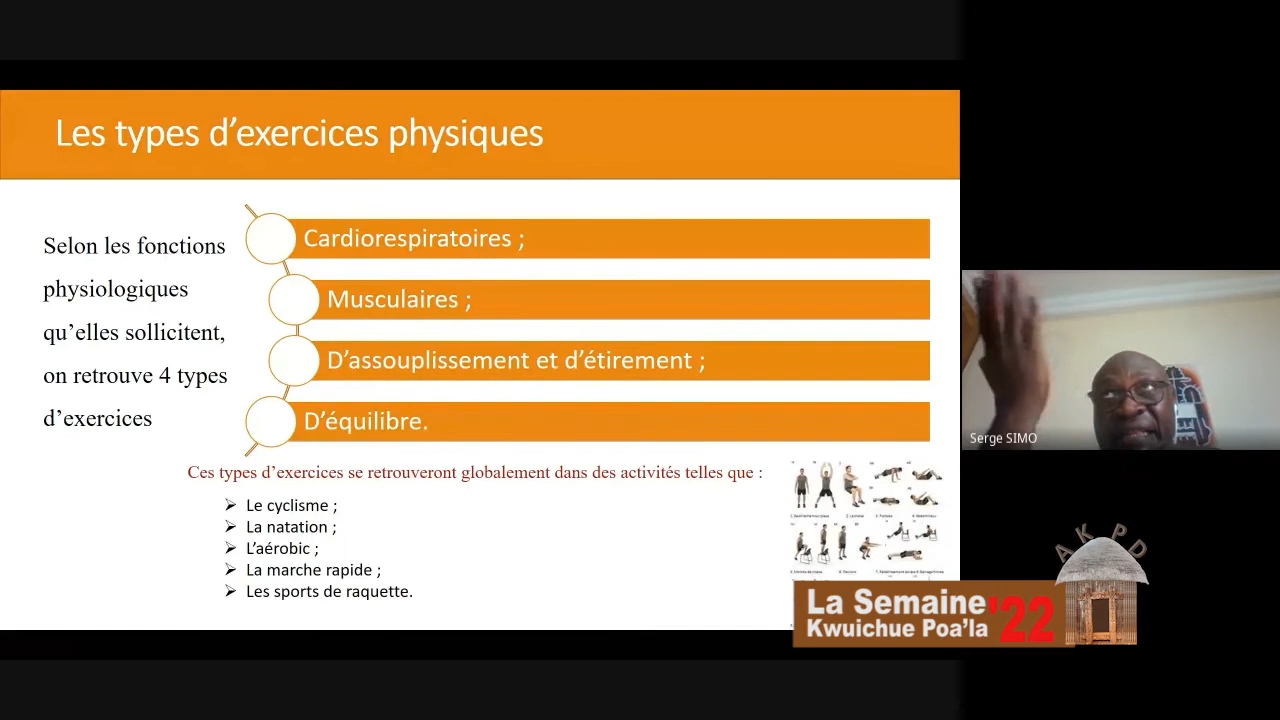 Les types d’exercices physiques
Selon les fonctions
physiologiques
qu’elles sollicitent,
on retrouve 4 types
d’exercices
Cardiorespiratoires ;
Musculaires ;
D’assouplissement et d’étirement ;
D’équilibre.
Ces types d’exercices se retrouveront globalement dans des activités telles que :
Le cyclisme ;
La natation ;
L’aérobic ;
La marche rapide ;
Les sports de raquette.
Serge SIMO
AKPD
La Semaine '22
Kwuichue Poa’la